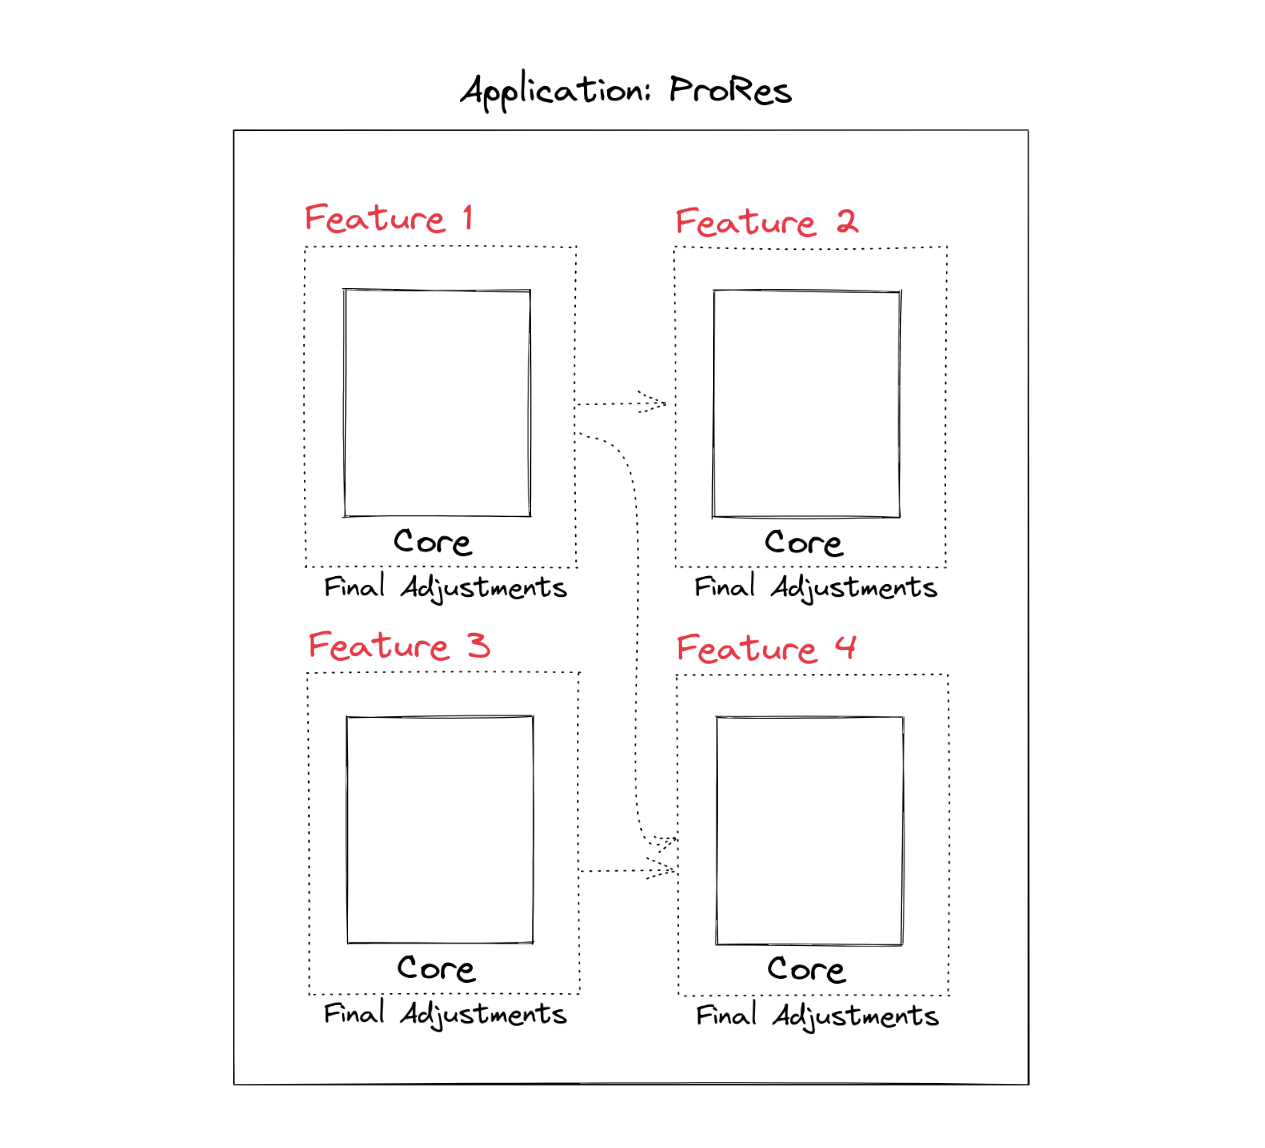 Application: ProRes
Feature 1
Feature 2
Core
Core
Final Adjustments
Final Adjustments
Feature 3
Feature 4
Core
Core
Final Adjustments
Final Adjustments